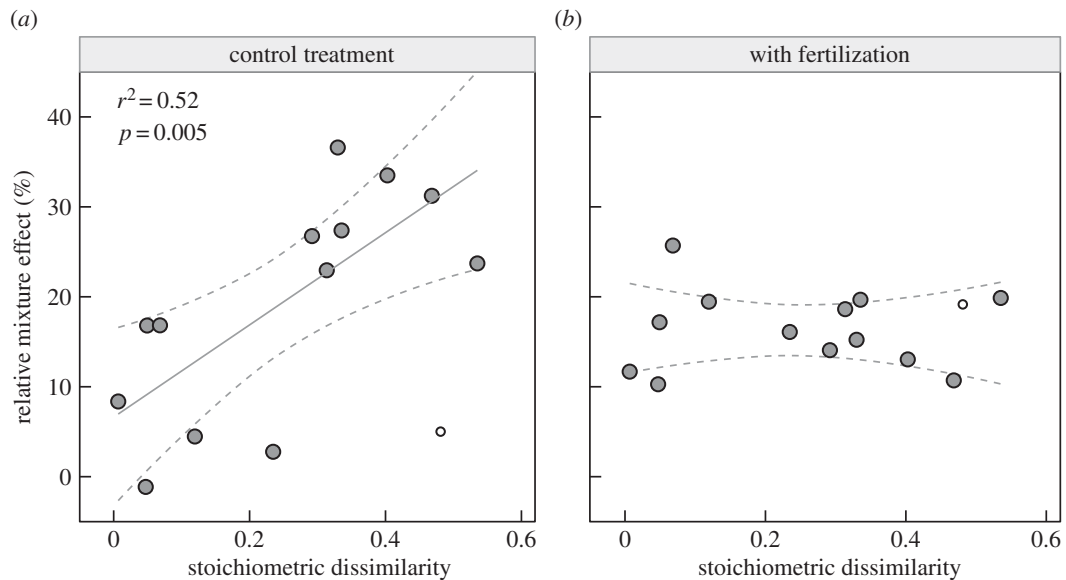 (a)
(b)
control treatment
with fertilization
r² = 0.52
p = 0.005
relative mixture effect (%)
40
30
20
10
0
0 0.2 0.4 0.6
0 0.2 0.4 0.6
stoichiometric dissimilarity
stoichiometric dissimilarity